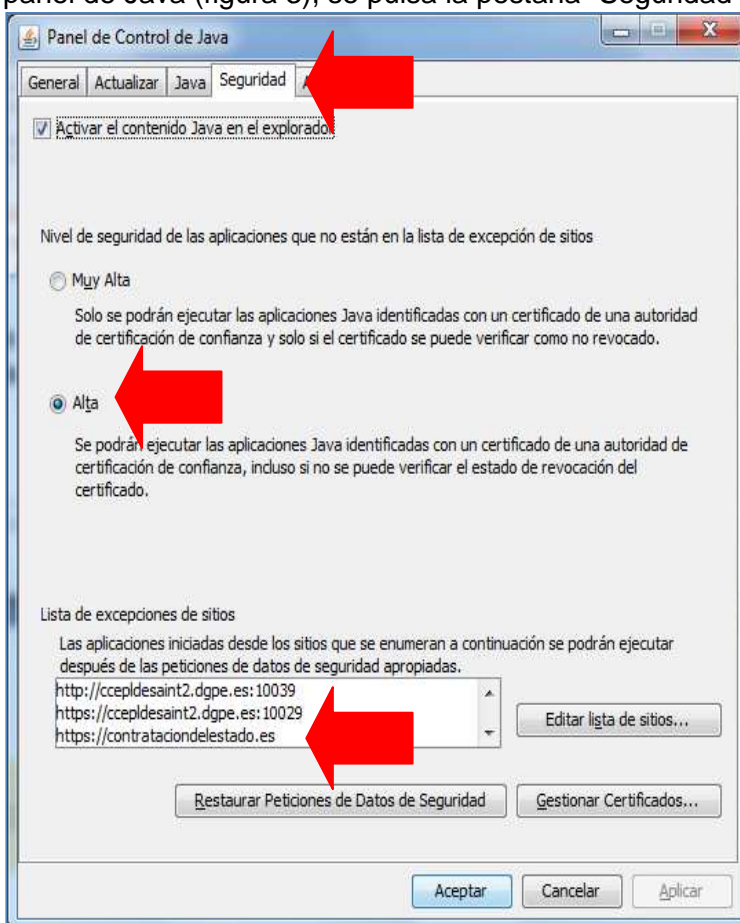 panel de Java (figura 3), se pulsa la pestaña "Seguridad"
Panel de Control de Java
General Actualizar Java Seguridad
Activar el contenido Java en el explorador
Nivel de seguridad de las aplicaciones que no están en la lista de excepción de sitios
Muy Alta
Solo se podrán ejecutar las aplicaciones Java identificadas con un certificado de una autoridad
de certificación de confianza y solo si el certificado se puede verificar como no revocado.
Alta
Se podrán ejecutar las aplicaciones Java identificadas con un certificado de una autoridad de
certificación de confianza, incluso si no se puede verificar el estado de revocación del
certificado.
Lista de excepciones de sitios
Las aplicaciones iniciadas desde los sitios que se enumeran a continuación se podrán ejecutar
después de las peticiones de datos de seguridad apropiadas.
http://ccepldesaint2.dgpe.es:10039
https://ccepldesaint2.dgpe.es:10029
https://contrataciondelestado.es
Editar lista de sitios...
Restaurar Peticiones de Datos de Seguridad Gestionar Certificados...
Aceptar Cancelar Aplicar